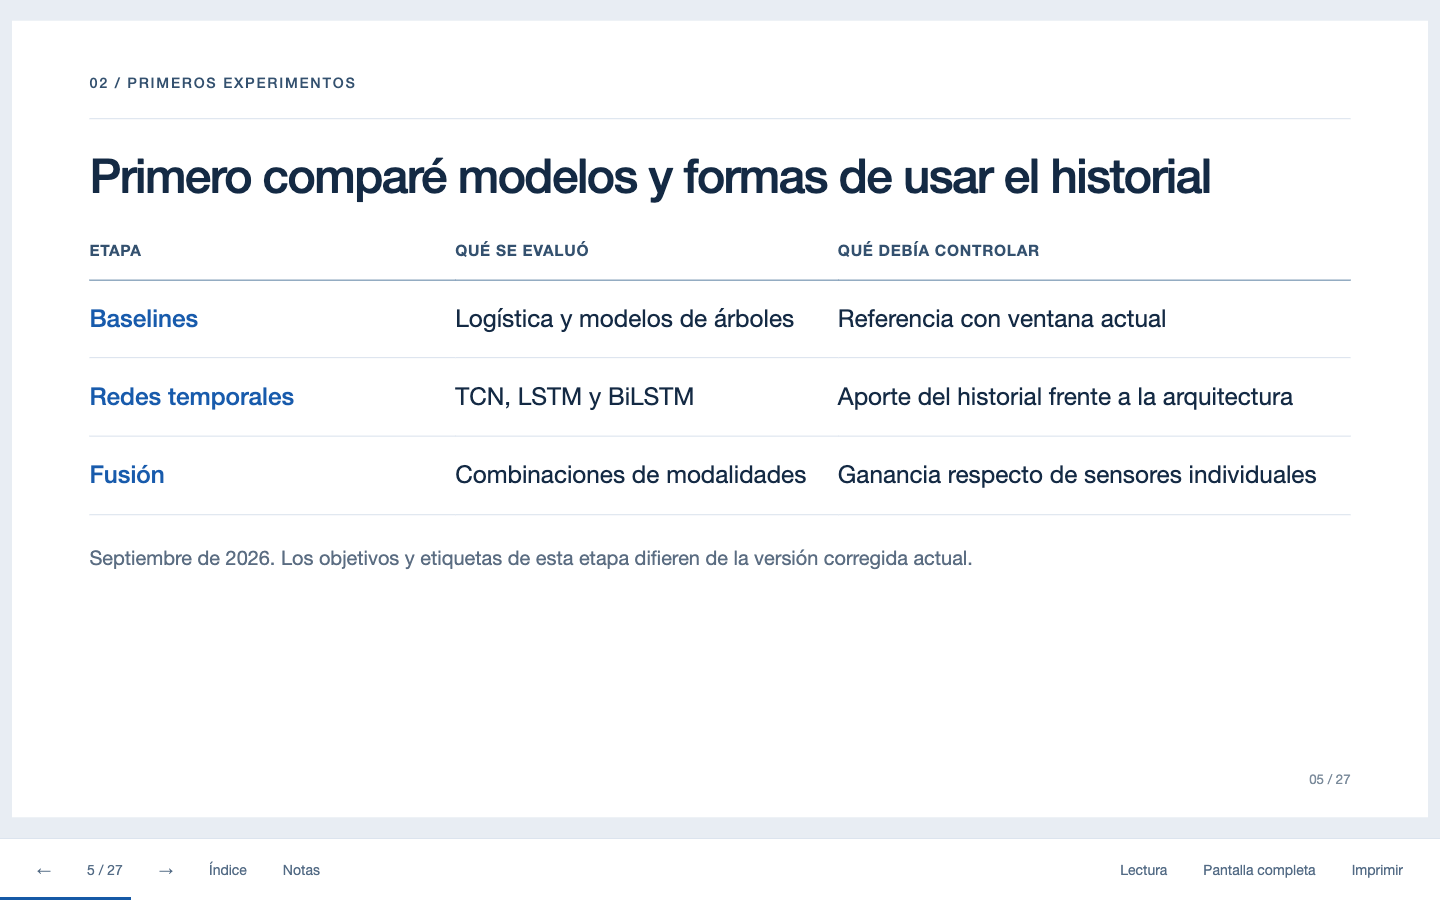 02 / PRIMEROS EXPERIMENTOS
Primero comparé modelos y formas de usar el historial
ETAPA QUÉ SE EVALUÓ QUÉ DEBÍA CONTROLAR
Baselines Logística y modelos de árboles Referencia con ventana actual
Redes temporales TCN, LSTM y BiLSTM Aporte del historial frente a la arquitectura
Fusión Combinaciones de modalidades Ganancia respecto de sensores individuales
Septiembre de 2026. Los objetivos y etiquetas de esta etapa difieren de la versión corregida actual.
05 / 27
← 5 / 27 → Índice Notas Lectura Pantalla completa Imprimir